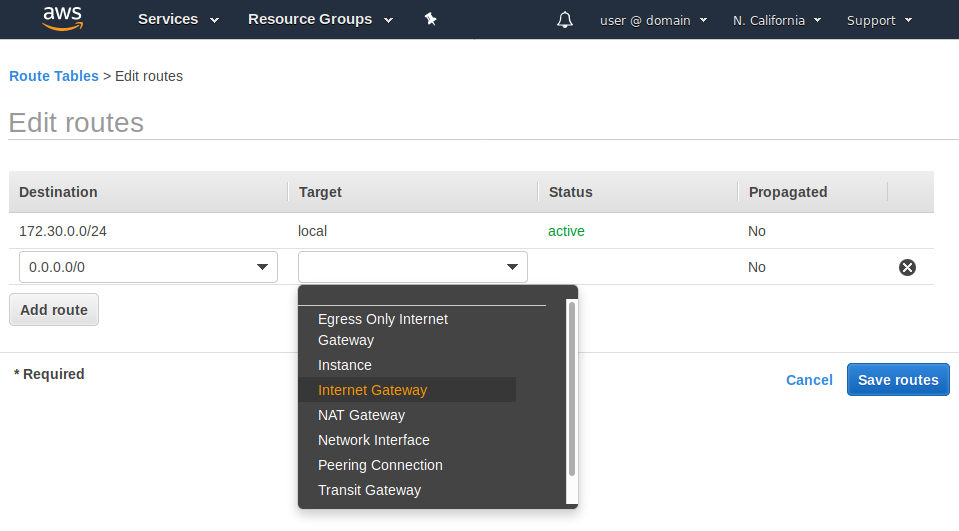 aws Services Resource Groups user @ domain N. California Support
Route Tables > Edit routes
Edit routes
Destination Target Status Propagated
172.30.0.0/24 local active No
0.0.0.0/0 No
Add route
Egress Only Internet
Gateway
Instance
Internet Gateway
NAT Gateway
Network Interface
Peering Connection
Transit Gateway
* Required
Cancel Save routes